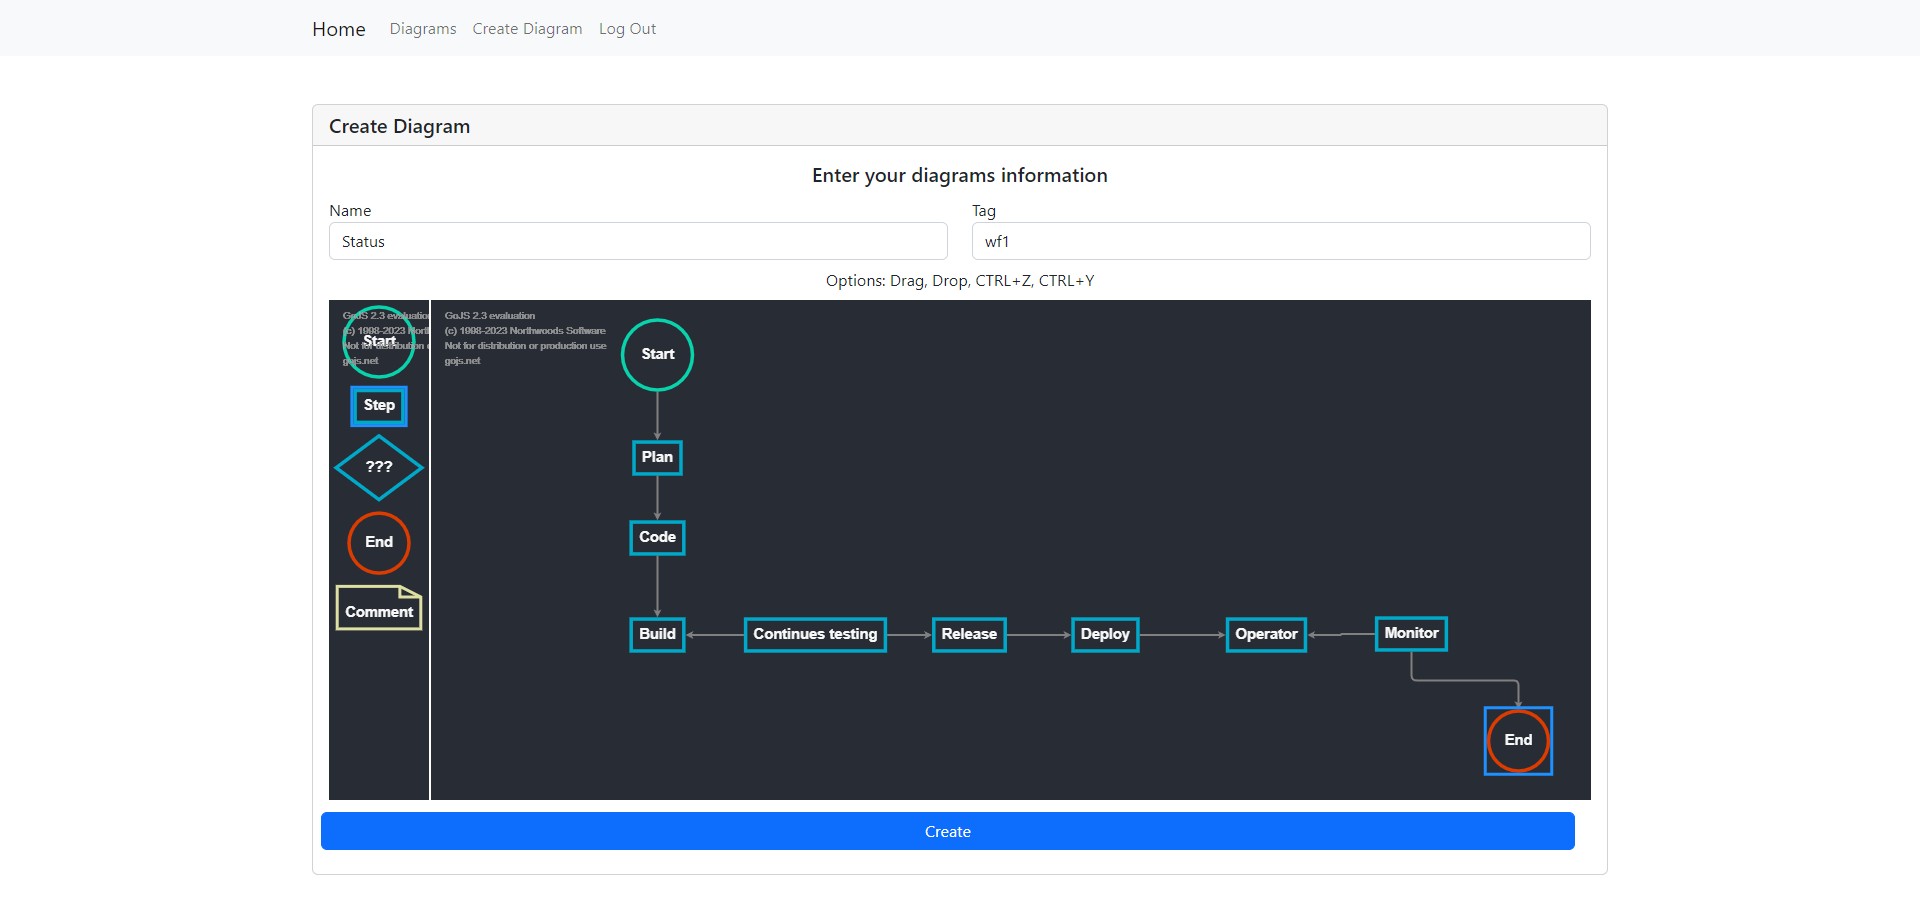 Home Diagrams Create Diagram Log Out
Create Diagram
Enter your diagrams information
Name
Tag
Status
wf1
Options: Drag, Drop, CTRL+Z, CTRL+Y
GoJS 2.3 evaluation
(c) 1998-2023 North
Not for distribution
gojs.net
Start
Step
???
End
Comment
GoJS 2.3 evaluation
(c) 1998-2023 Northwoods Software
Not for distribution or production use
gojs.net
Start
Plan
Code
Build
Continues testing
Release
Deploy
Operator
Monitor
End
Create